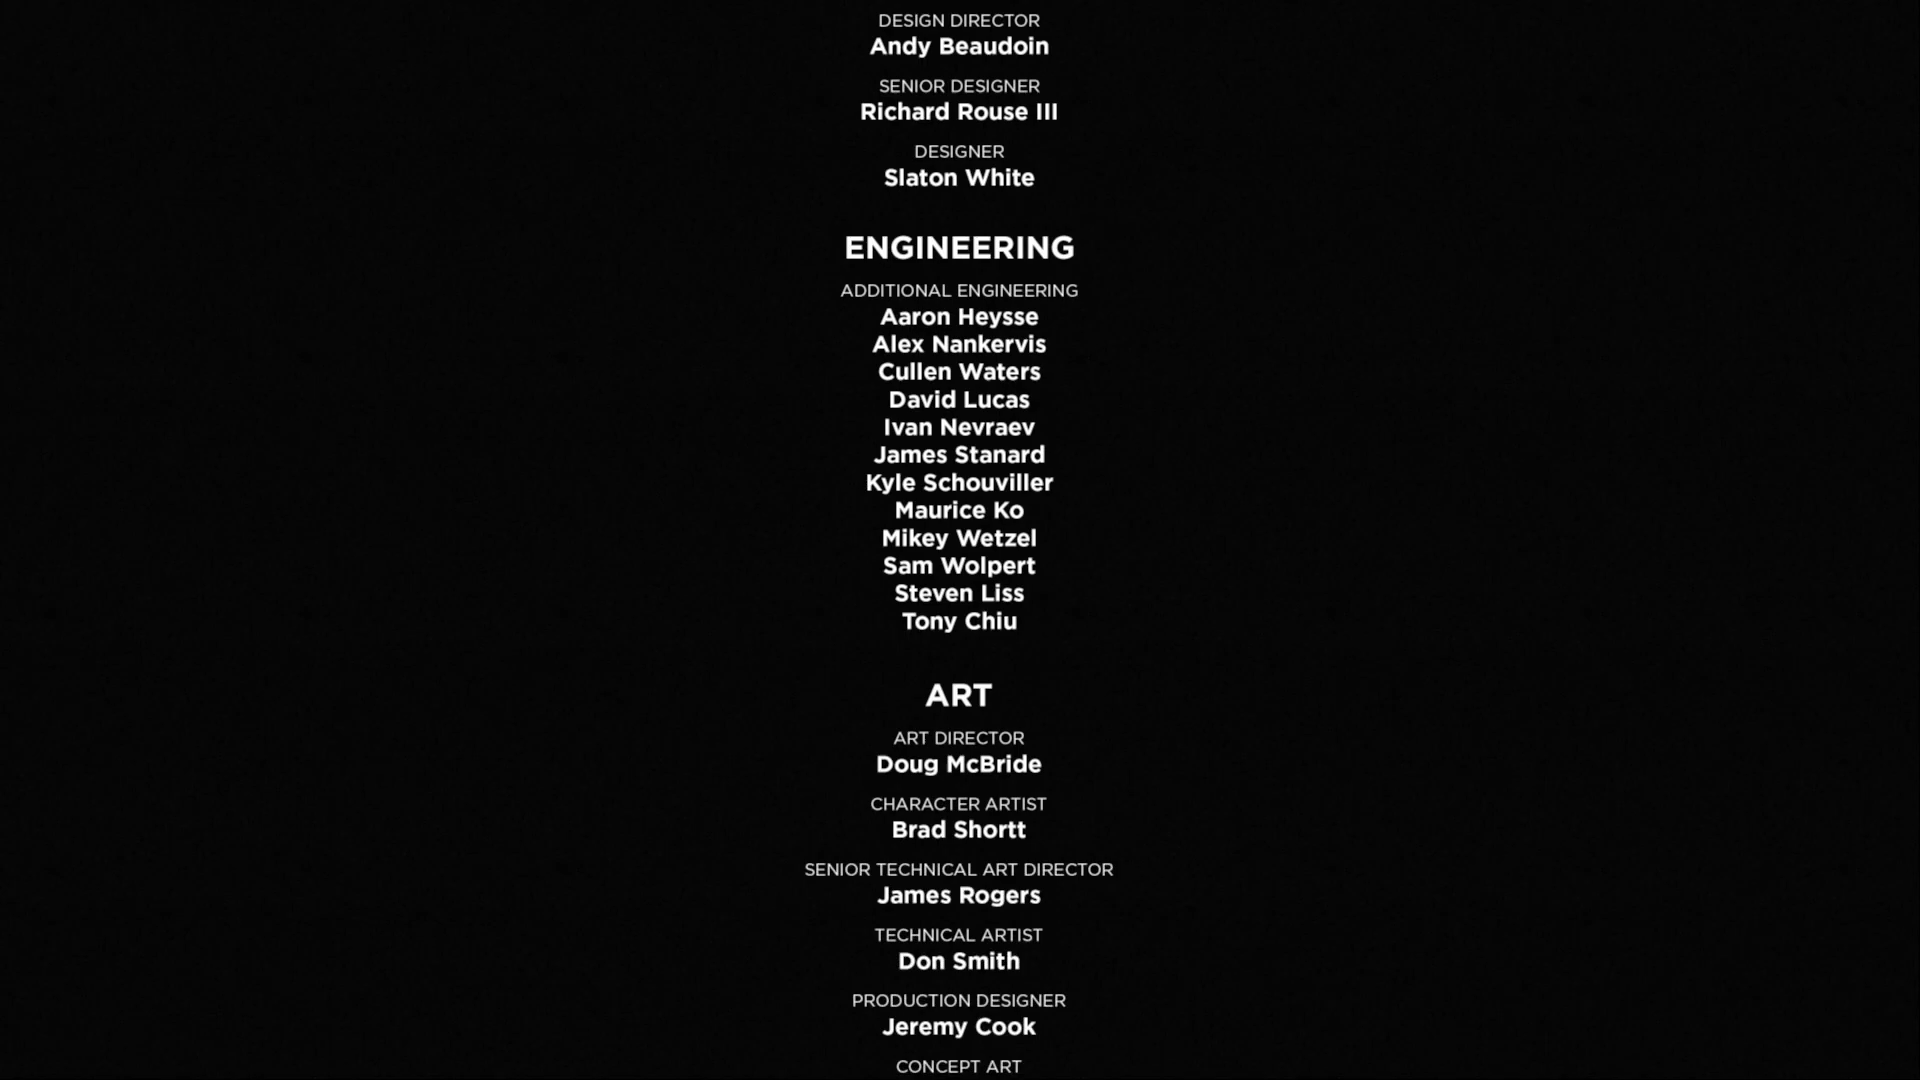 DESIGN DIRECTOR
Andy Beaudoin
SENIOR DESIGNER
Richard Rouse III
DESIGNER
Slaton White
ENGINEERING
ADDITIONAL ENGINEERING
Aaron Heysse
Alex Nankervis
Cullen Waters
David Lucas
Ivan Nevraev
James Stanard
Kyle Schouviller
Maurice Ko
Mikey Wetzel
Sam Wolpert
Steven Liss
Tony Chiu
ART
ART DIRECTOR
Doug McBride
CHARACTER ARTIST
Brad Shortt
SENIOR TECHNICAL ART DIRECTOR
James Rogers
TECHNICAL ARTIST
Don Smith
PRODUCTION DESIGNER
Jeremy Cook
CONCEPT ART